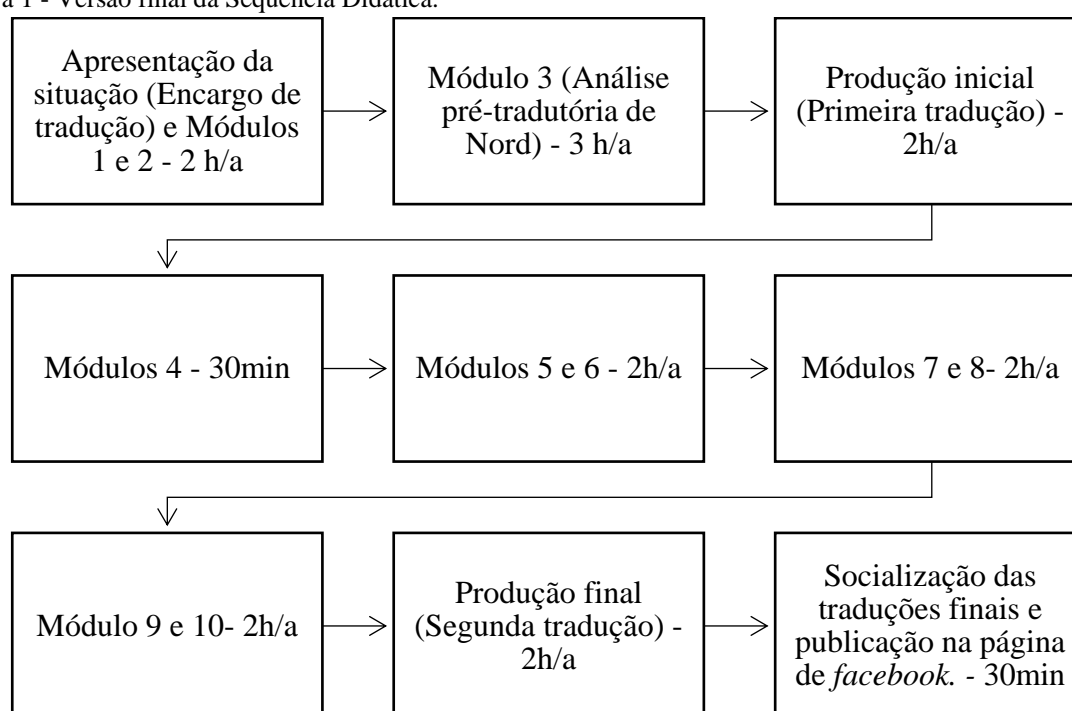 a 1 - Versão final da Sequência Didática.
Apresentação da
situação (Encargo de
tradução) e Módulos
1 e 2 - 2 h/a
Módulo 3 (Análise
pré-tradutória de
Nord) - 3 h/a
Produção inicial
(Primeira tradução) -
2h/a
Módulos 4 - 30min
Módulos 5 e 6 - 2h/a
Módulos 7 e 8- 2h/a
Módulo 9 e 10- 2h/a
Produção final
(Segunda tradução) -
2h/a
Socialização das
traduções finais e
publicação na página
de facebook. - 30min